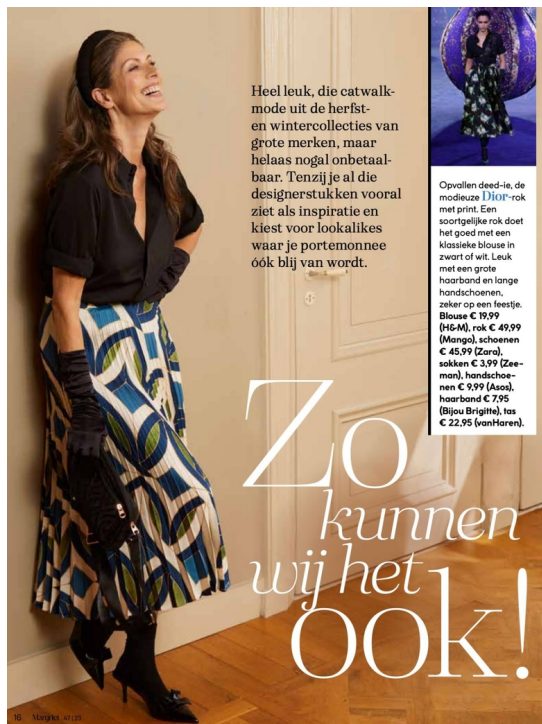 Heel leuk, die catwalk-
mode uit de herfst-
en wintercollecties van
grote merken, maar
helaas nogal onbetaal-
baar. Tenzij je al die
designerstukken vooral
ziet als inspiratie en
kiest voor lookalikes
waar je portemonnee
óók blij van wordt.
Opvallen deed-ie, de
modieuze Dior-rok
met print. Een
soortgelijke rok doet
het goed met een
klassieke blouse in
zwart of wit. Leuk
met een grote
haarband en lange
handschoenen,
zeker op een feestje.
Blouse € 19,99
(H&M), rok € 49,99
(Mango), schoenen
€ 45,99 (Zara),
sokken € 3,99 (Zee-
man), handschoe-
nen € 9,99 (Asos),
haarband € 7,95
(Bijou Brigitte), tas
€ 22,95 (vanHaren).
Zo
kunnen
wij het
ook!
16